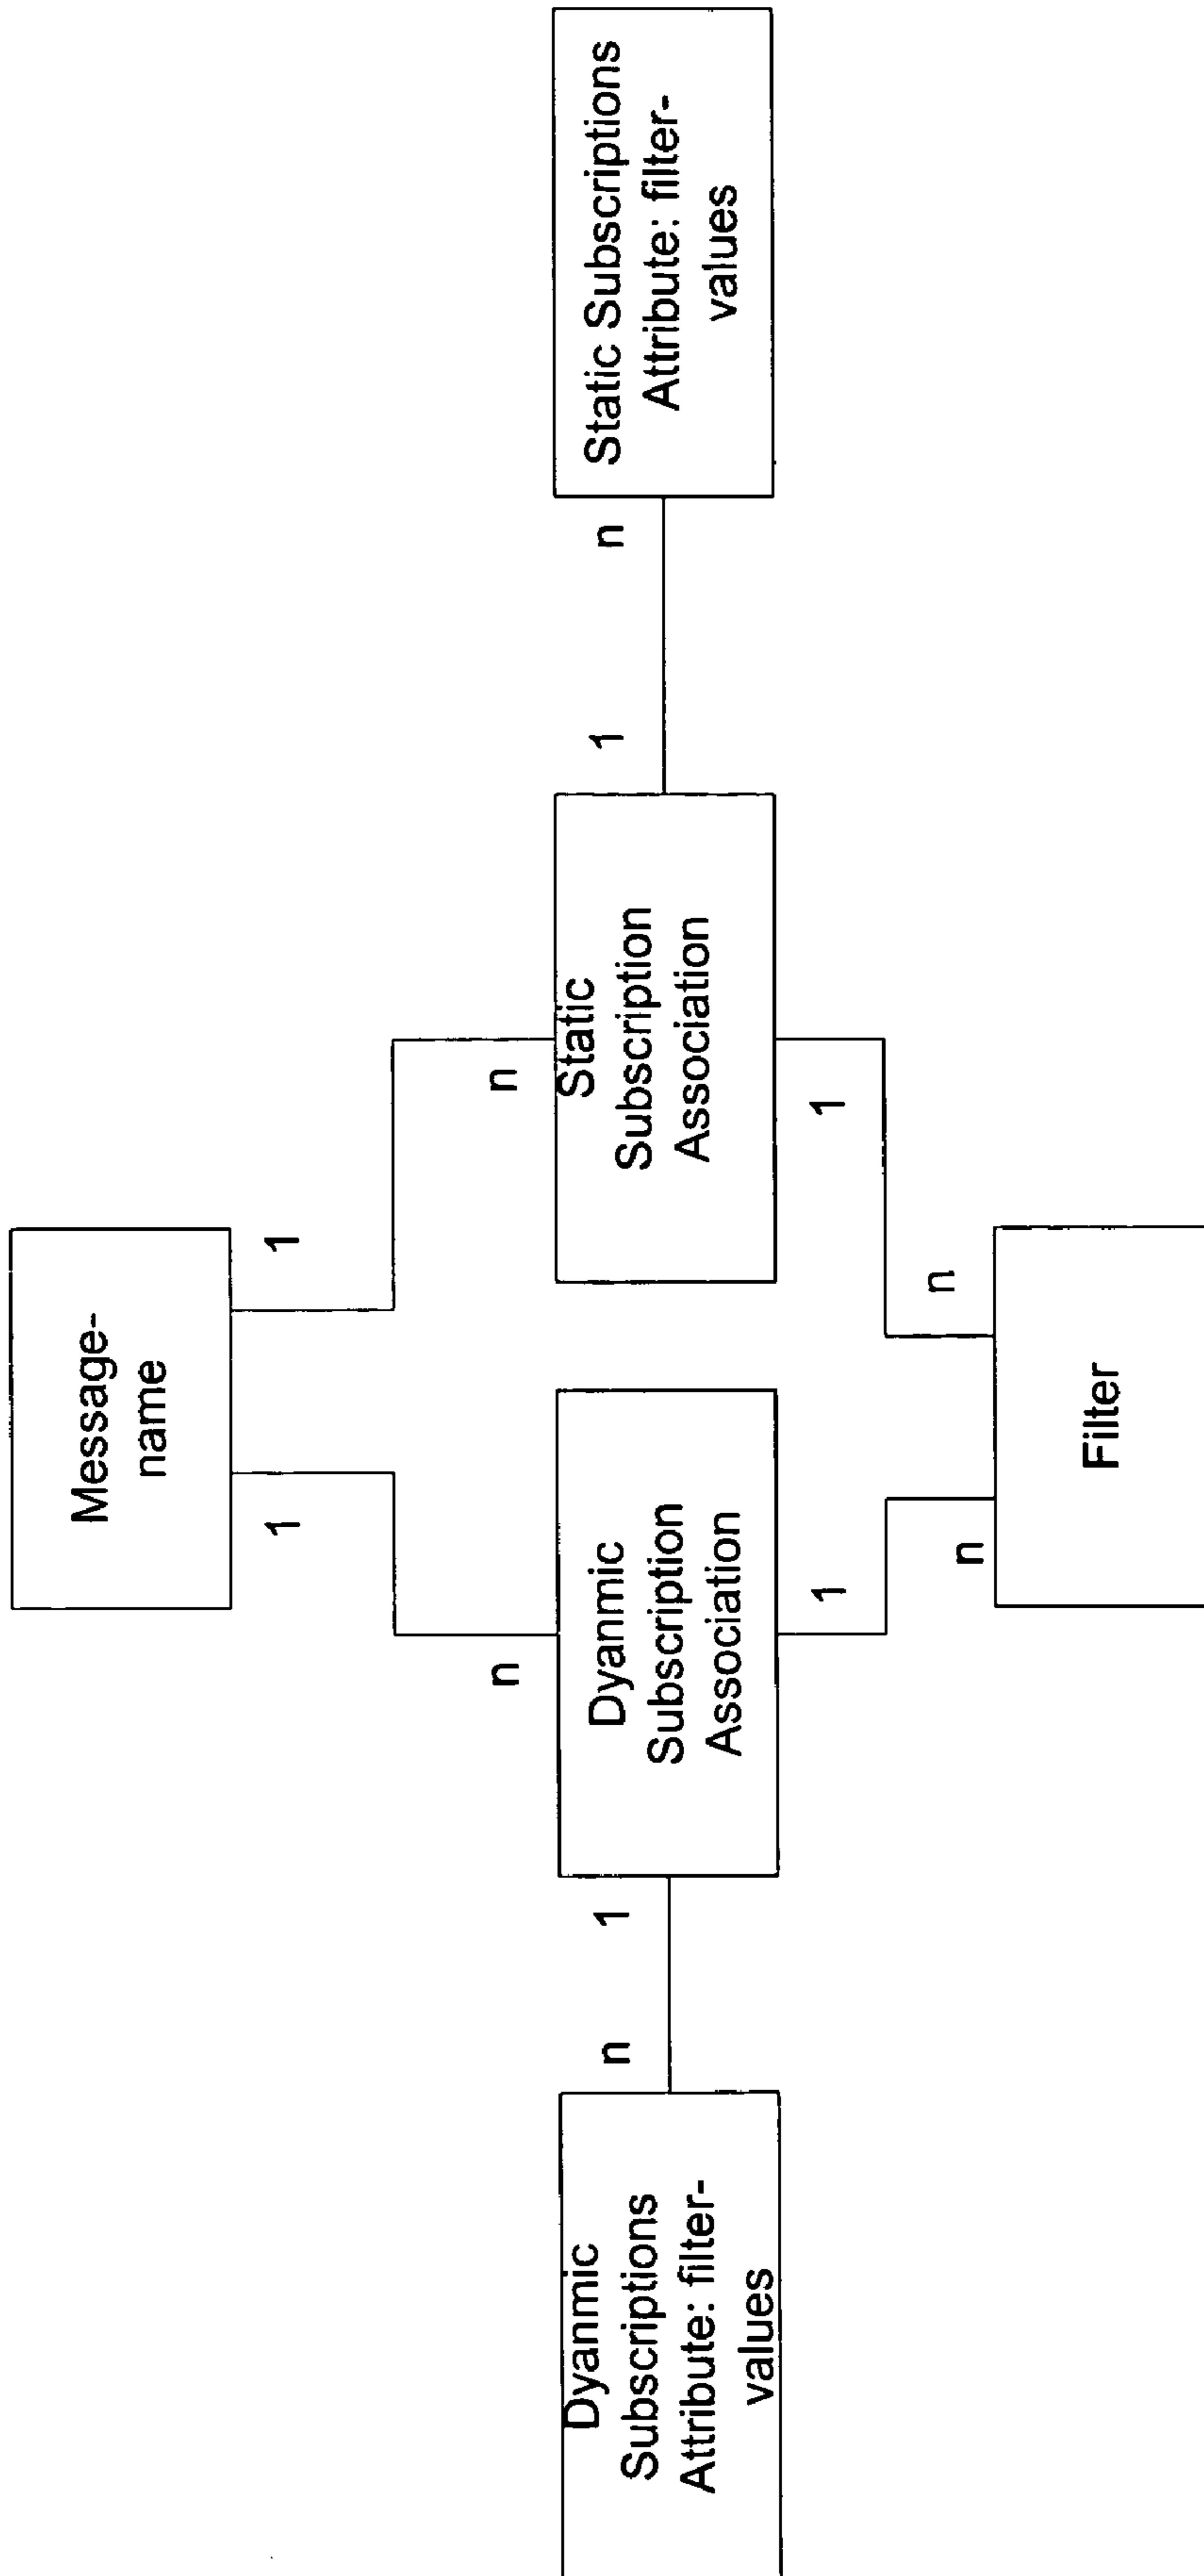 Message-
name
1
1
n
n
Dyanmic
Subscriptions
Attribute: filter-
values
n
1
Dyanmic
Subscription
Association
Static
Subscription
Association
1
n
Static Subscriptions
Attribute: filter-
values
1
1
n
n
Filter